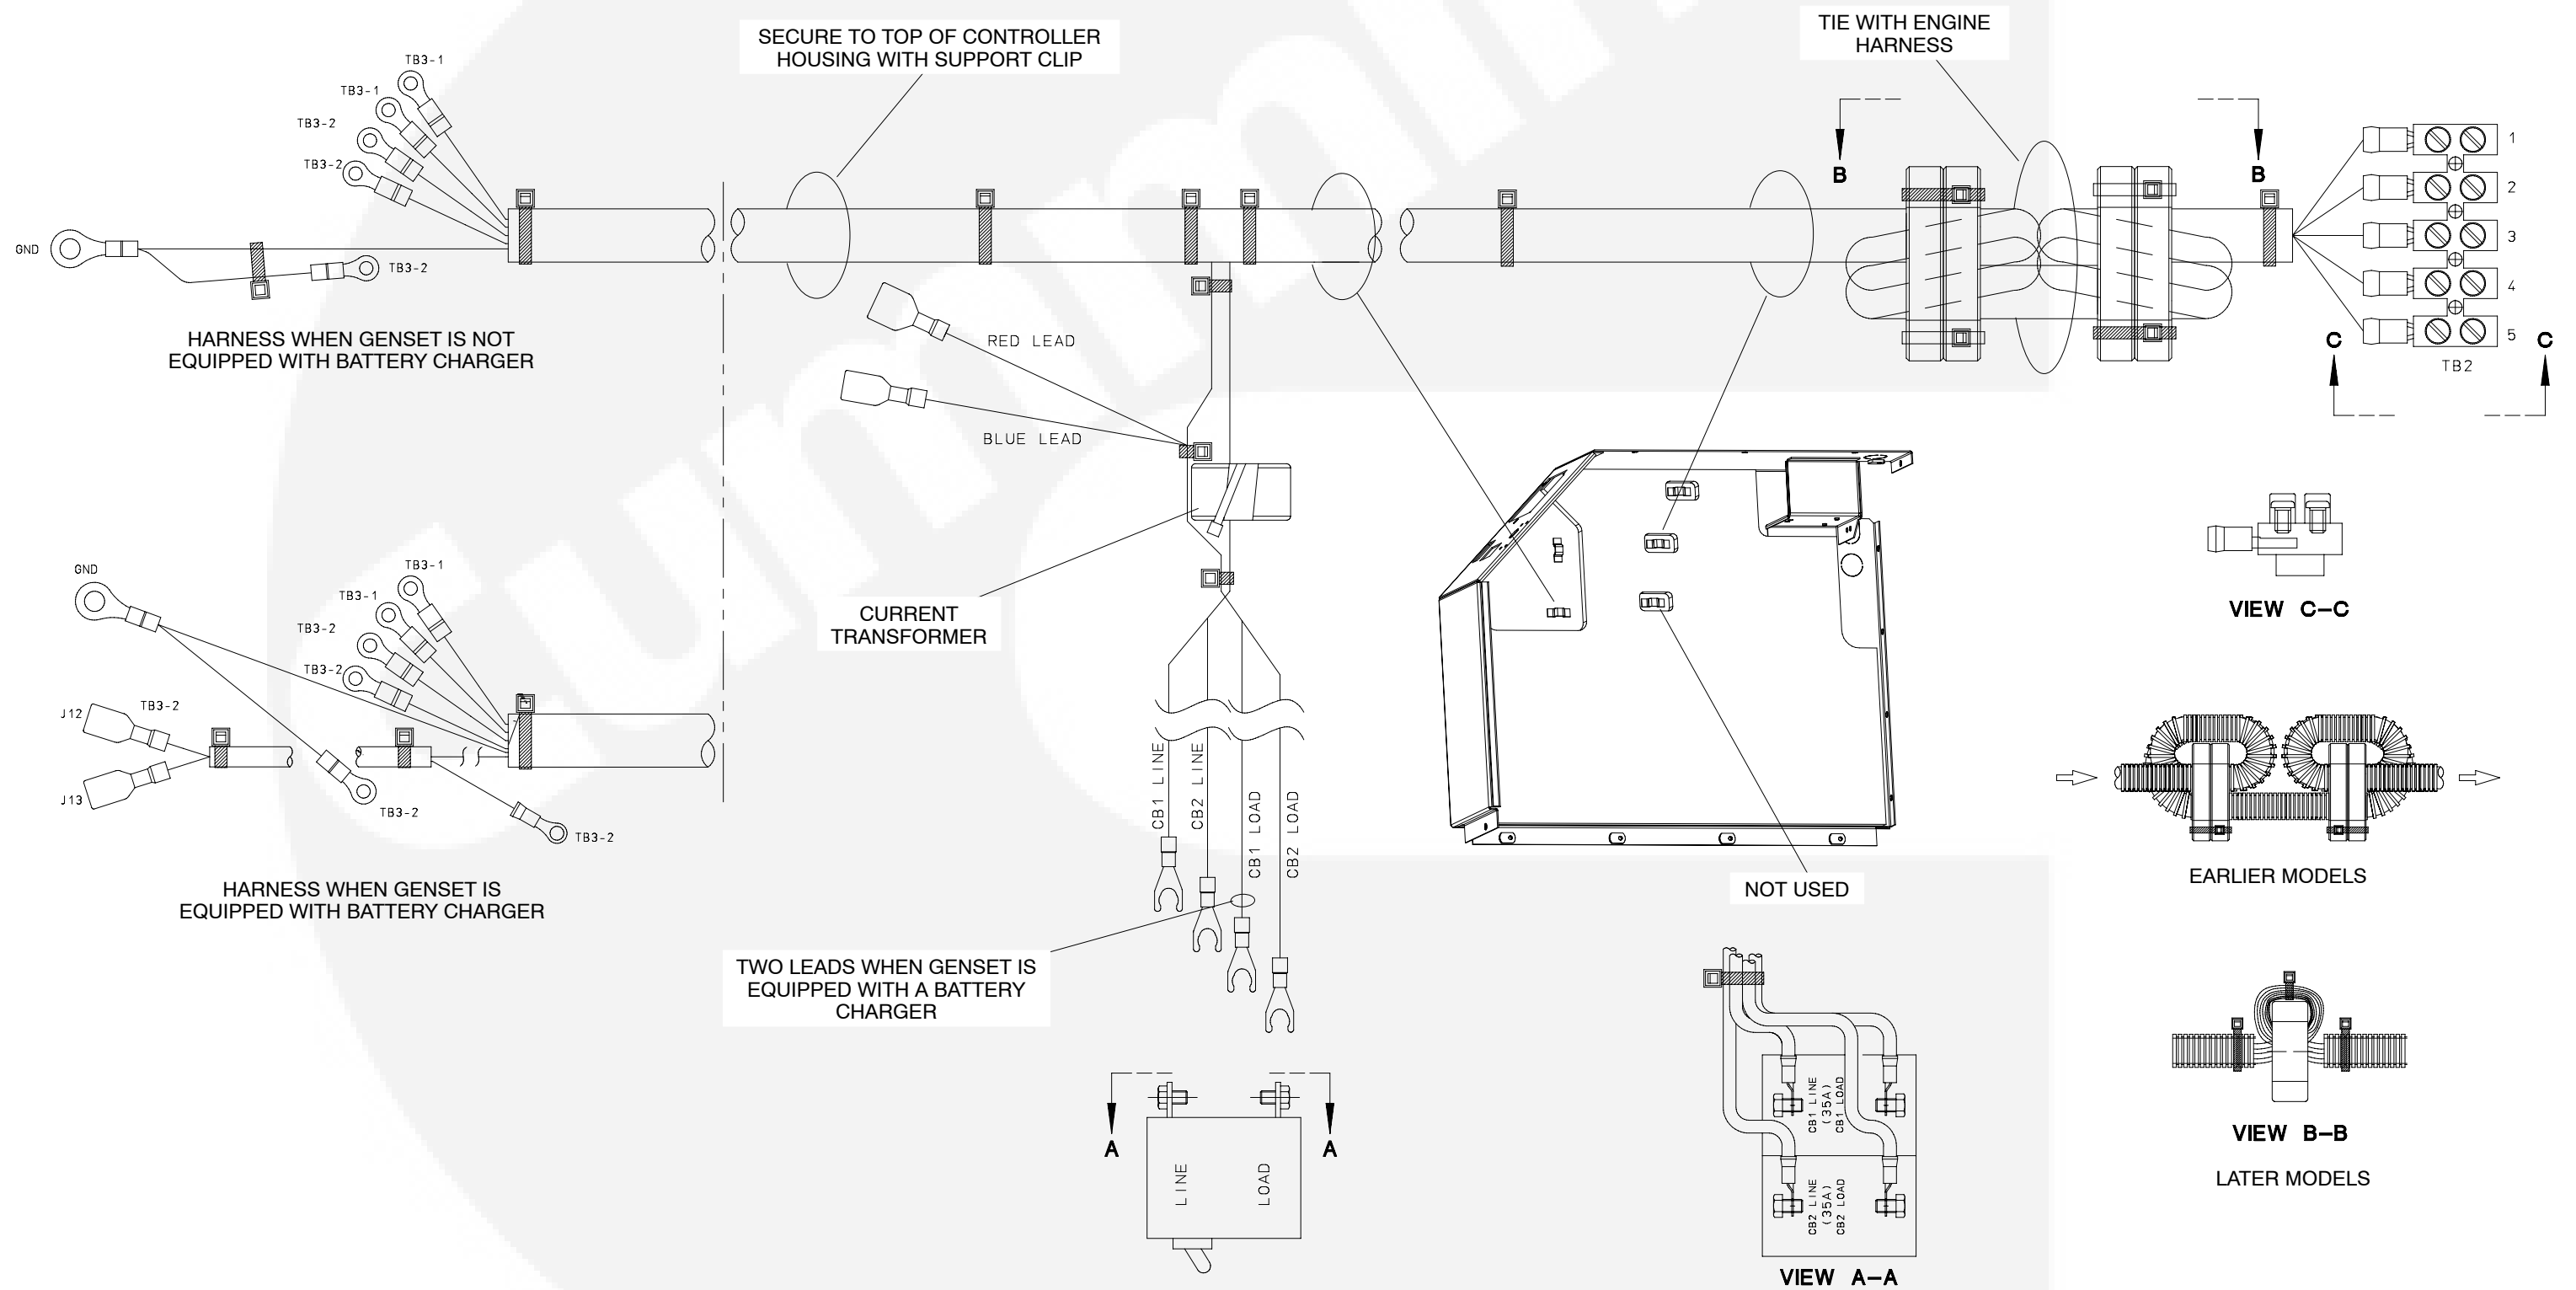 SECURE TO TOP OF CONTROLLER
HOUSING WITH SUPPORT CLIP
TIE WITH ENGINE
HARNESS
TB3-1
TB3-1
TB3-2
TB3-2
GND
TB3-2
HARNESS WHEN GENSET IS NOT
EQUIPPED WITH BATTERY CHARGER
RED LEAD
BLUE LEAD
B
B
1
2
3
4
5
TB2
C
C
CURRENT
TRANSFORMER
VIEW C-C
GND
TB3-1
TB3-1
TB3-2
TB3-2
J12
TB3-2
J13
TB3-2
TB3-2
HARNESS WHEN GENSET IS
EQUIPPED WITH BATTERY CHARGER
CB1 LINE
CB2 LINE
CB1 LOAD
CB2 LOAD
TWO LEADS WHEN GENSET IS
EQUIPPED WITH A BATTERY
CHARGER
NOT USED
EARLIER MODELS
A
A
LINE
LOAD
CB1 LINE
(35A)
CB1 LOAD
CB2 LINE
(35A)
CB2 LOAD
VIEW A-A
VIEW B-B
LATER MODELS
Cummin